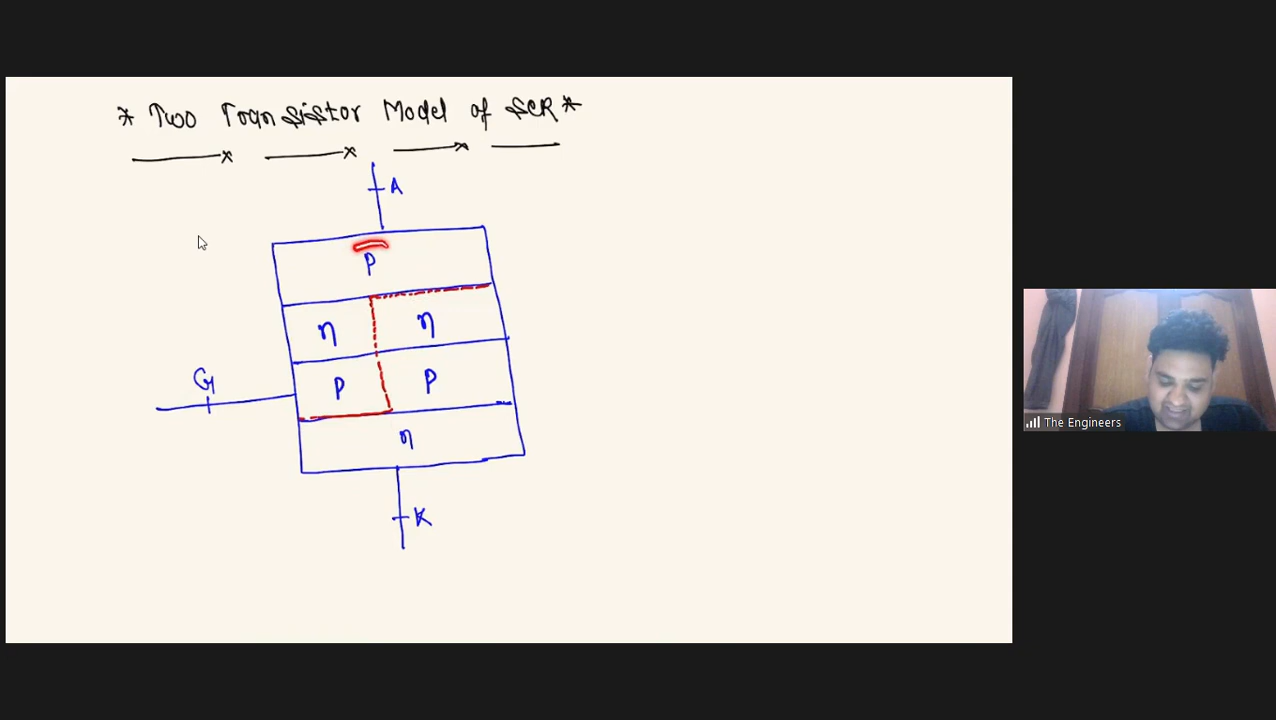 * Two Transistor Model of SCR *
A
P
n n
G P P
n
K
The Engineers